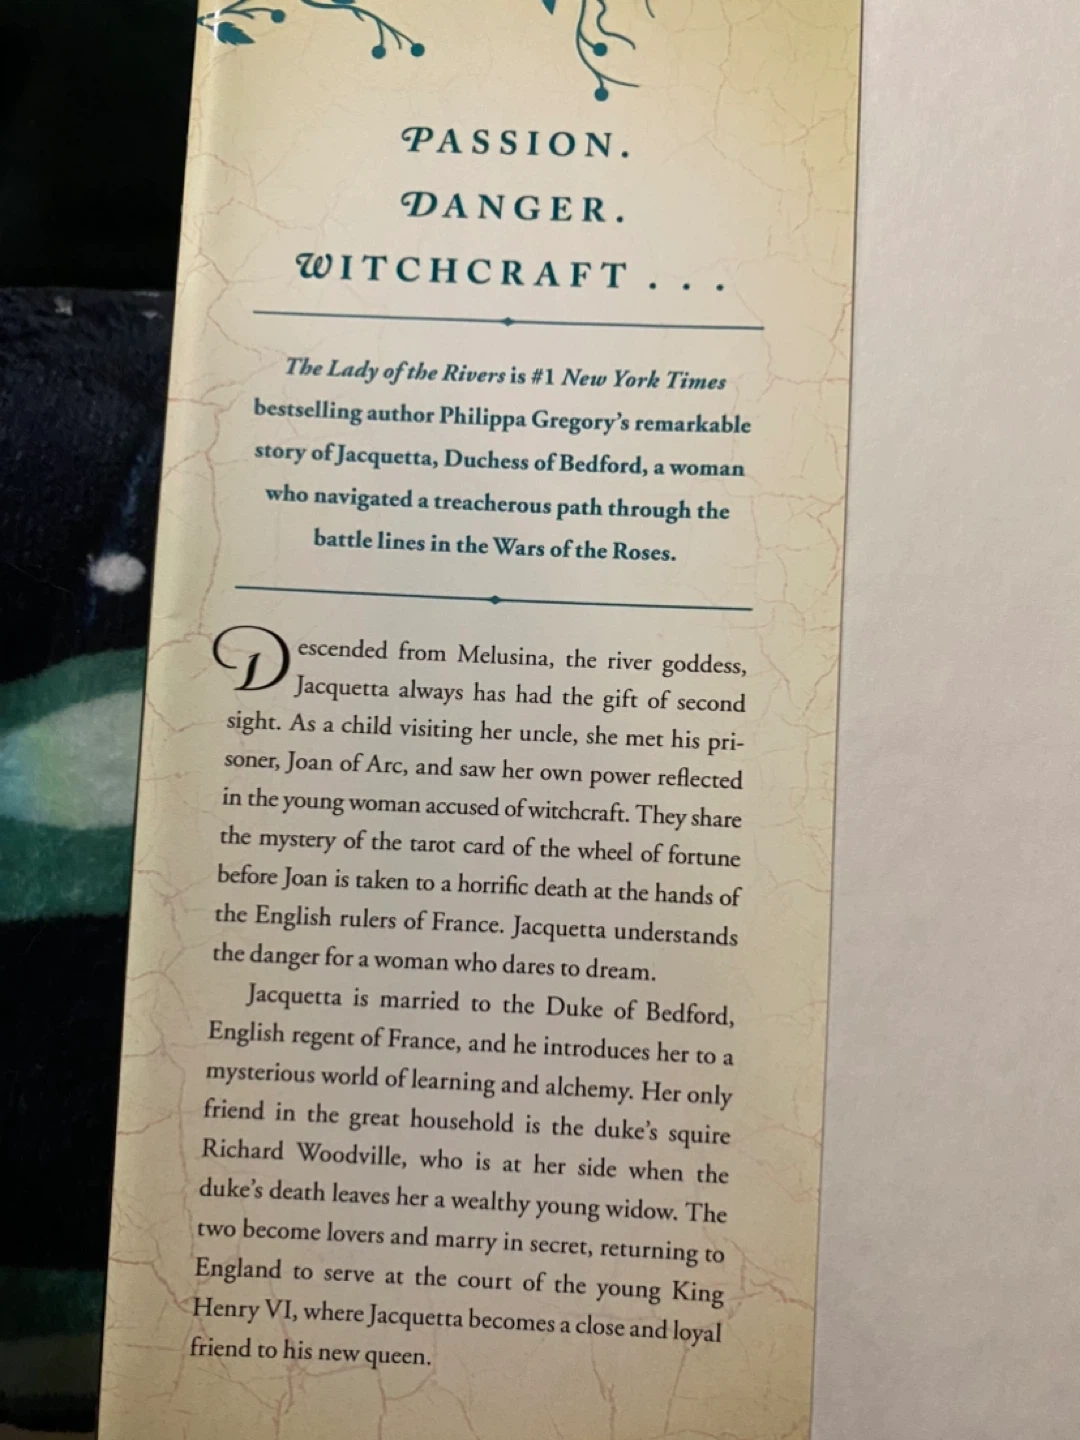 PASSION.
DANGER.
WITCHCRAFT . . .
The Lady of the Rivers is #1 New York Times
bestselling author Philippa Gregory's remarkable
story of Jacquetta, Duchess of Bedford, a woman
who navigated a treacherous path through the
battle lines in the Wars of the Roses.
Descended from Melusina, the river goddess,
Jacquetta always has had the gift of second
sight. As a child visiting her uncle, she met his pri-
soner, Joan of Arc, and saw her own power reflected
in the young woman accused of witchcraft. They share
the mystery of the tarot card of the wheel of fortune
before Joan is taken to a horrific death at the hands of
the English rulers of France. Jacquetta understands
the danger for a woman who dares to dream.
Jacquetta is married to the Duke of Bedford,
English regent of France, and he introduces her to a
mysterious world of learning and alchemy. Her only
friend in the great household is the duke's squire
Richard Woodville, who is at her side when the
duke's death leaves her a wealthy young widow. The
two become lovers and marry in secret, returning to
England to serve at the court of the young King
Henry VI, where Jacquetta becomes a close and loyal
friend to his new queen.